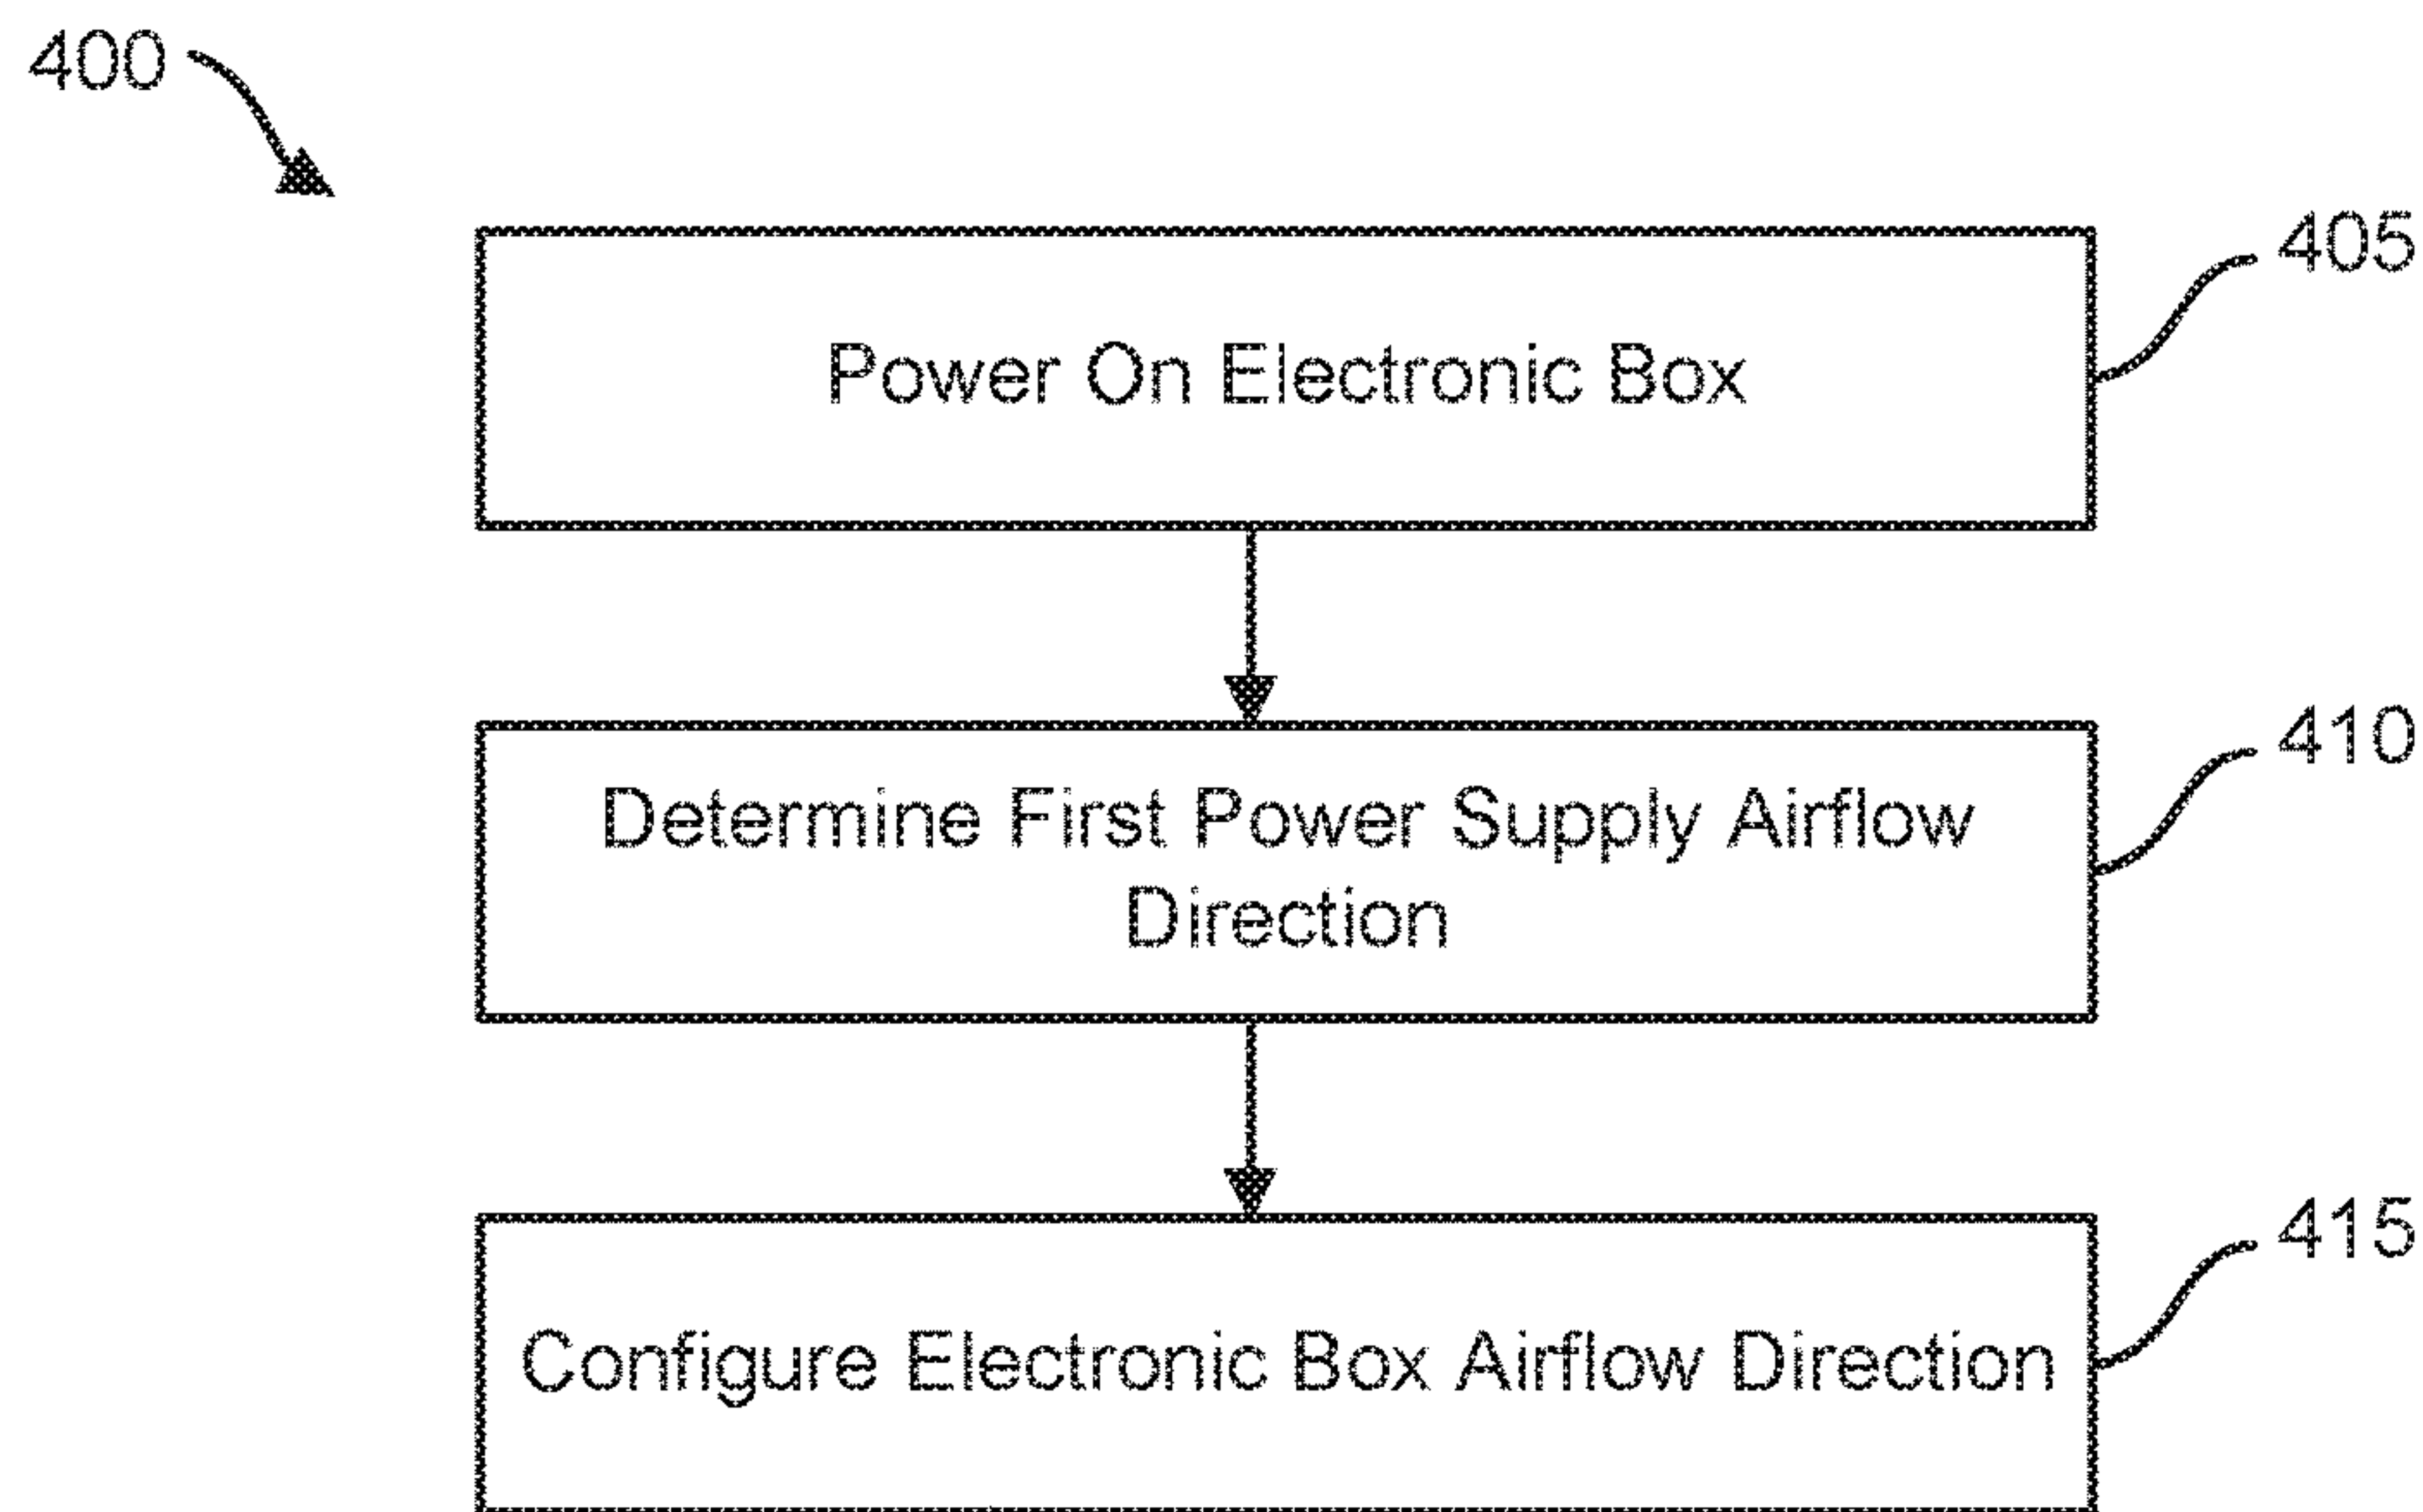 400
405
Power On Electronic Box
410
Determine First Power Supply Airflow
Direction
415
Configure Electronic Box Airflow Direction